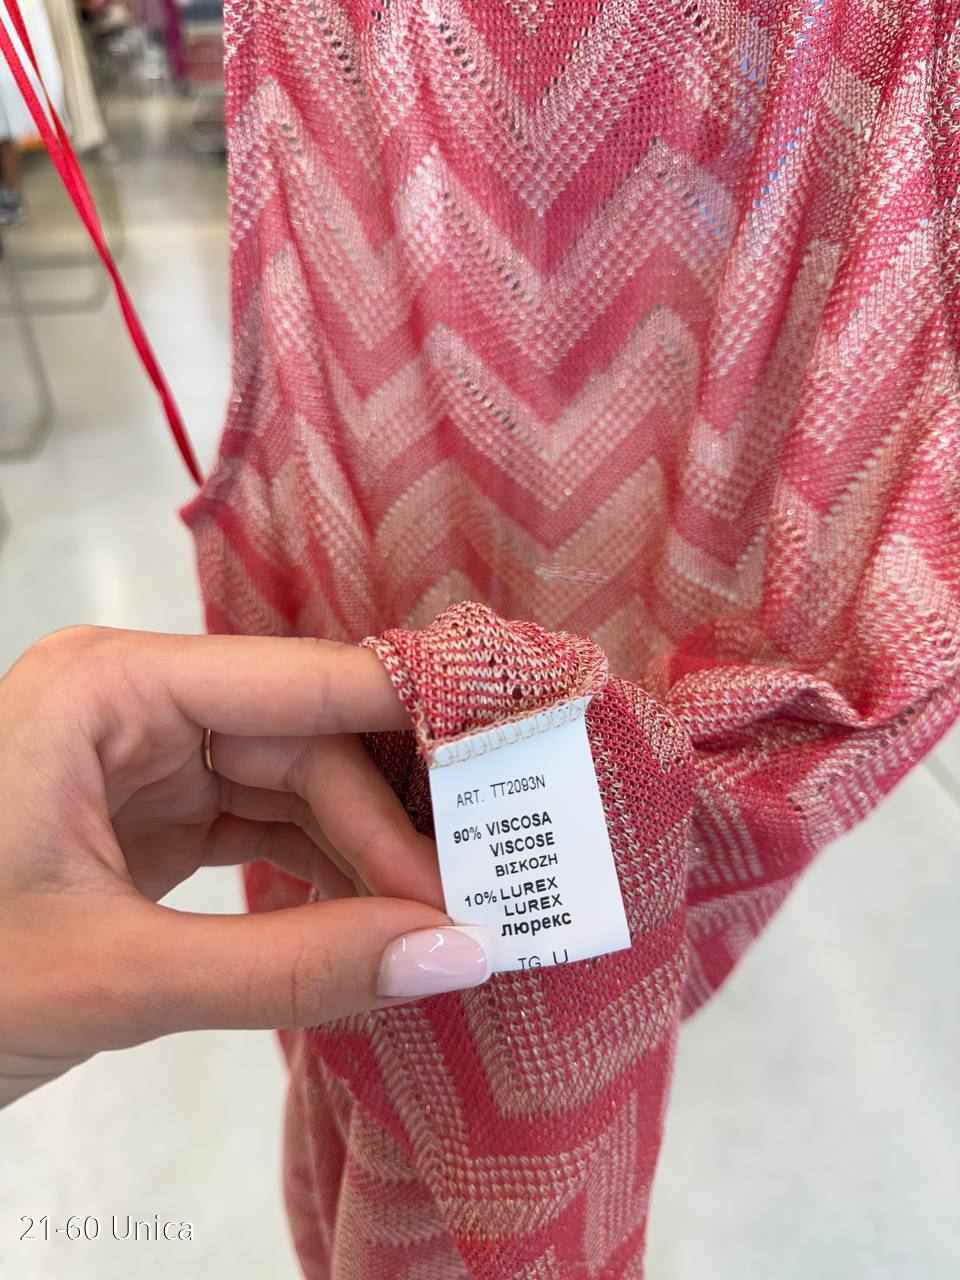 ART. TT2093N
90% VISCOSA
VISCOSE
ΒΙΣΚΟΖΗ
10% LUREX
LUREX
люрекс
TG U
21-60 Unica